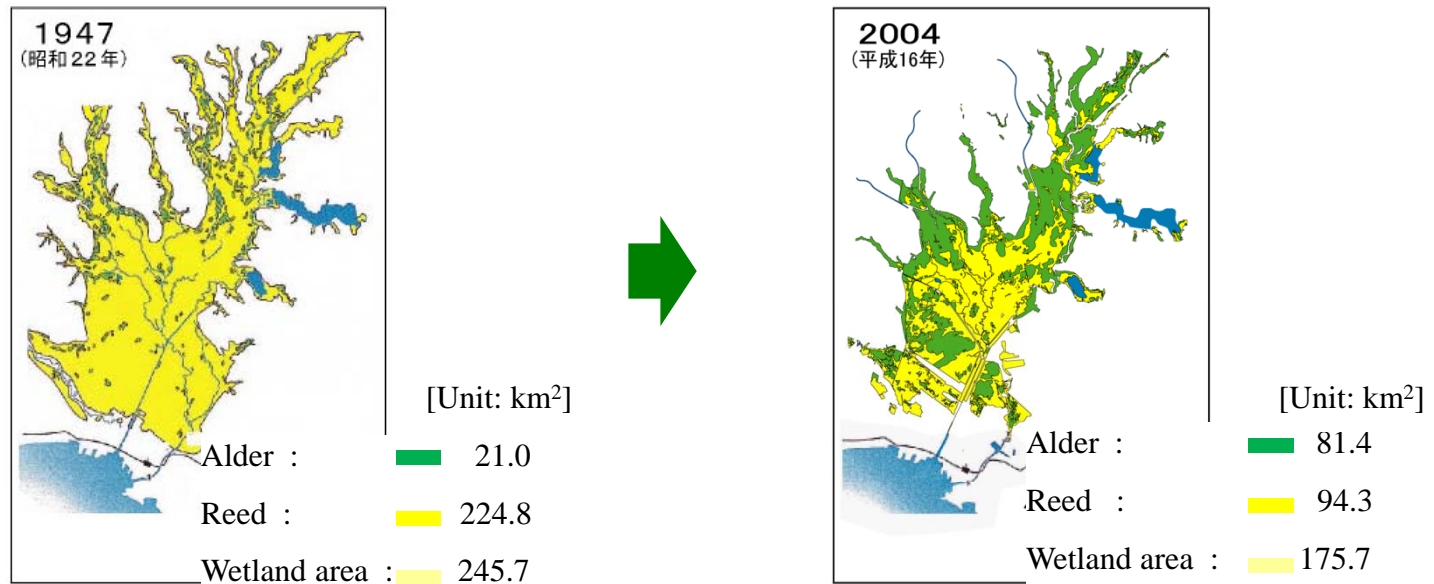 1947
(昭和22年)
[Unit: km²]
Alder : 21.0
Reed : 224.8
Wetland area : 245.7
2004
(平成16年)
[Unit: km²]
Alder : 81.4
Reed : 94.3
Wetland area : 175.7